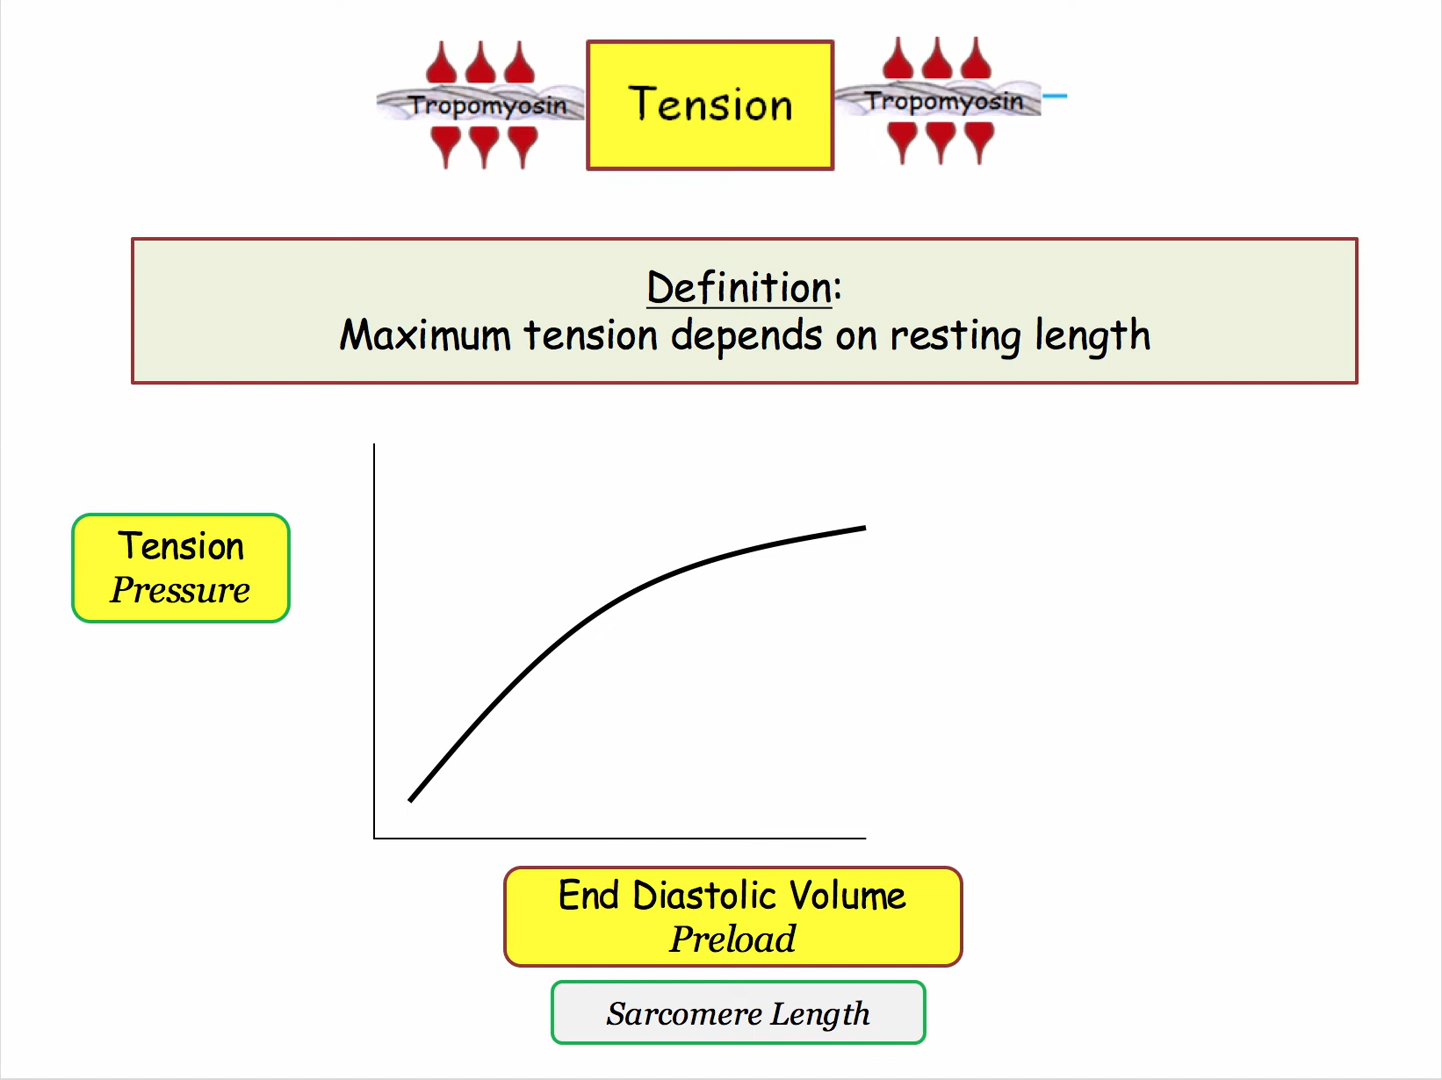 Tropomyosin
Tension
Tropomyosin
Definition:
Maximum tension depends on resting length
Tension
Pressure
End Diastolic Volume
Preload
Sarcomere Length